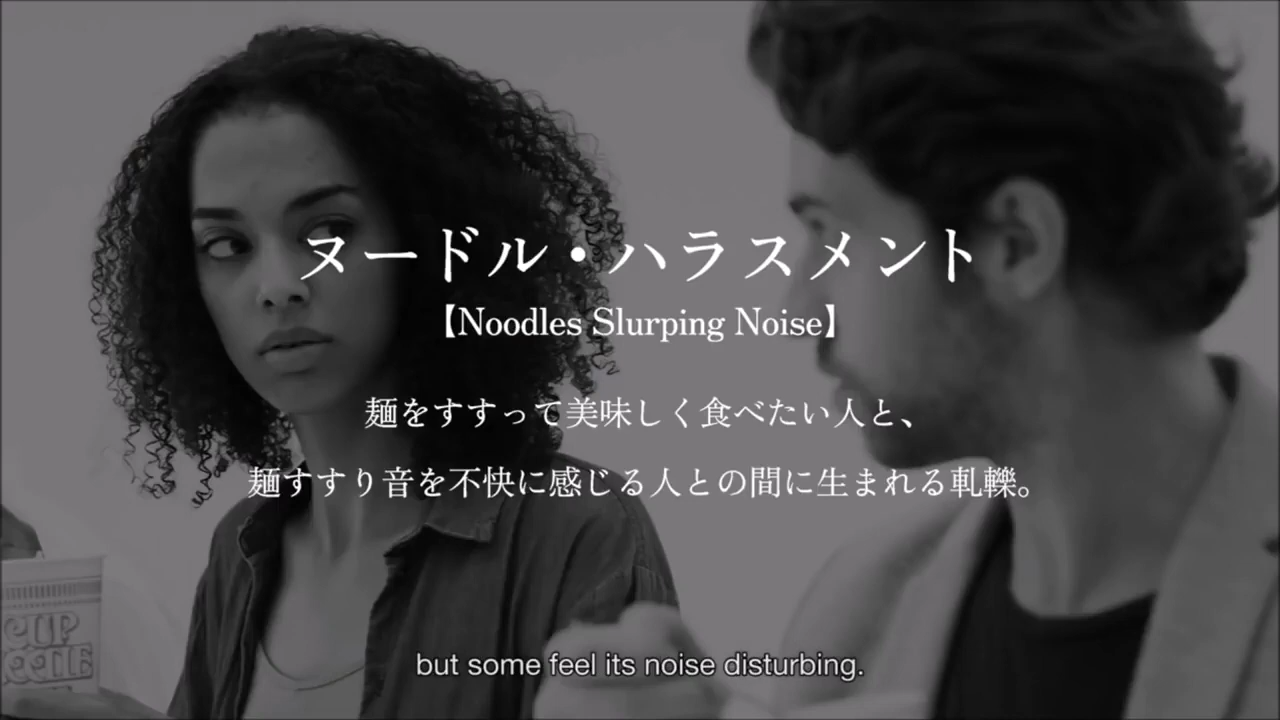 ヌードル・ハラスメント
【Noodles Slurping Noise】
麺をすすって美味しく食べたい人と、
麺すすり音を不快に感じる人との間に生まれる軋轢。
CUP
NOODLE
but some feel its noise disturbing.